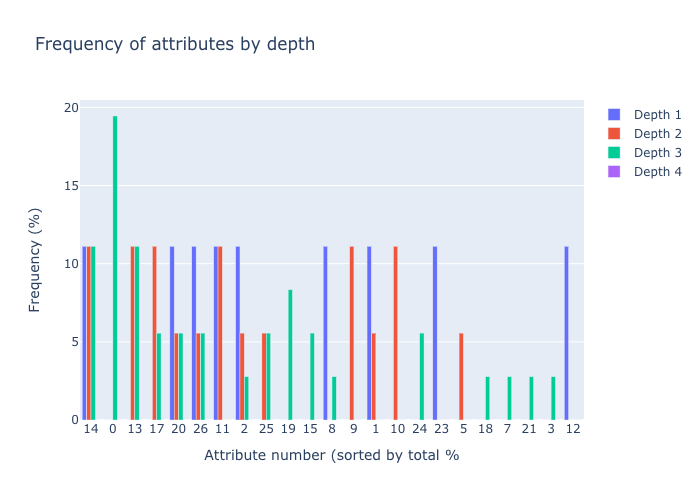 Frequency of attributes by depth
Depth 1
Depth 2
Depth 3
Depth 4
20
15
10
5
0
Frequency (%)
14 0 13 17 20 26 11 2 25 19 15 8 9 1 10 24 23 5 18 7 21 3 12
Attribute number (sorted by total %